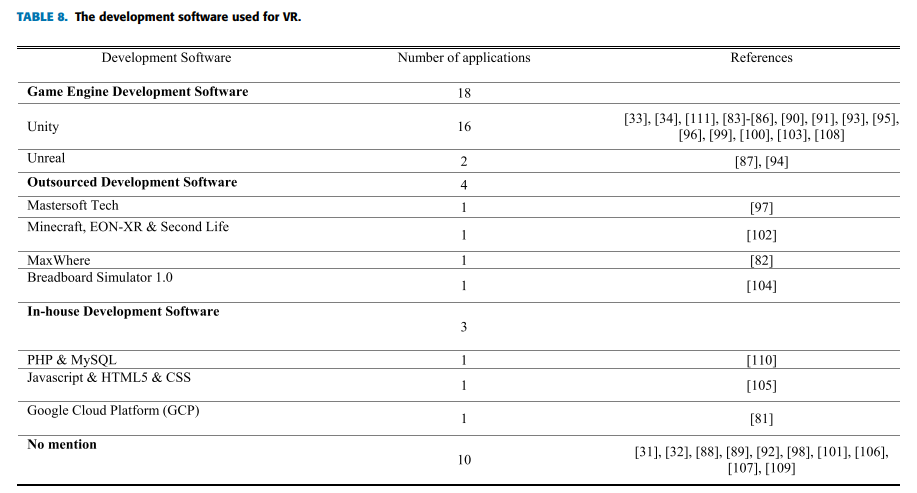 TABLE 8. The development software used for VR.
Development Software Number of applications References
Game Engine Development Software 18
Unity 16 [33], [34], [111], [83]-[86], [90], [91], [93], [95],
[96], [99], [100], [103], [108]
Unreal 2 [87], [94]
Outsourced Development Software 4
Mastersoft Tech 1 [97]
Minecraft, EON-XR & Second Life 1 [102]
MaxWhere 1 [82]
Breadboard Simulator 1.0 1 [104]
In-house Development Software 3
PHP & MySQL 1 [110]
Javascript & HTML5 & CSS 1 [105]
Google Cloud Platform (GCP) 1 [81]
No mention 10 [31], [32], [88], [89], [92], [98], [101], [106],
[107], [109]